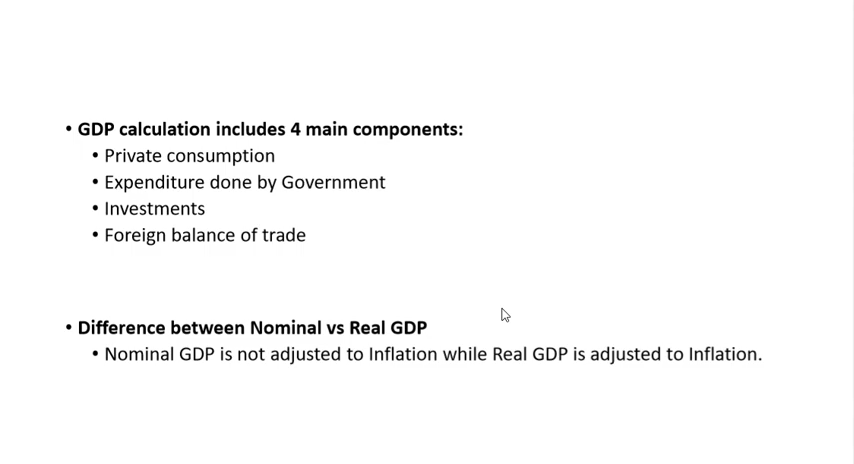 • GDP calculation includes 4 main components:
• Private consumption
• Expenditure done by Government
• Investments
• Foreign balance of trade
• Difference between Nominal vs Real GDP
• Nominal GDP is not adjusted to Inflation while Real GDP is adjusted to Inflation.